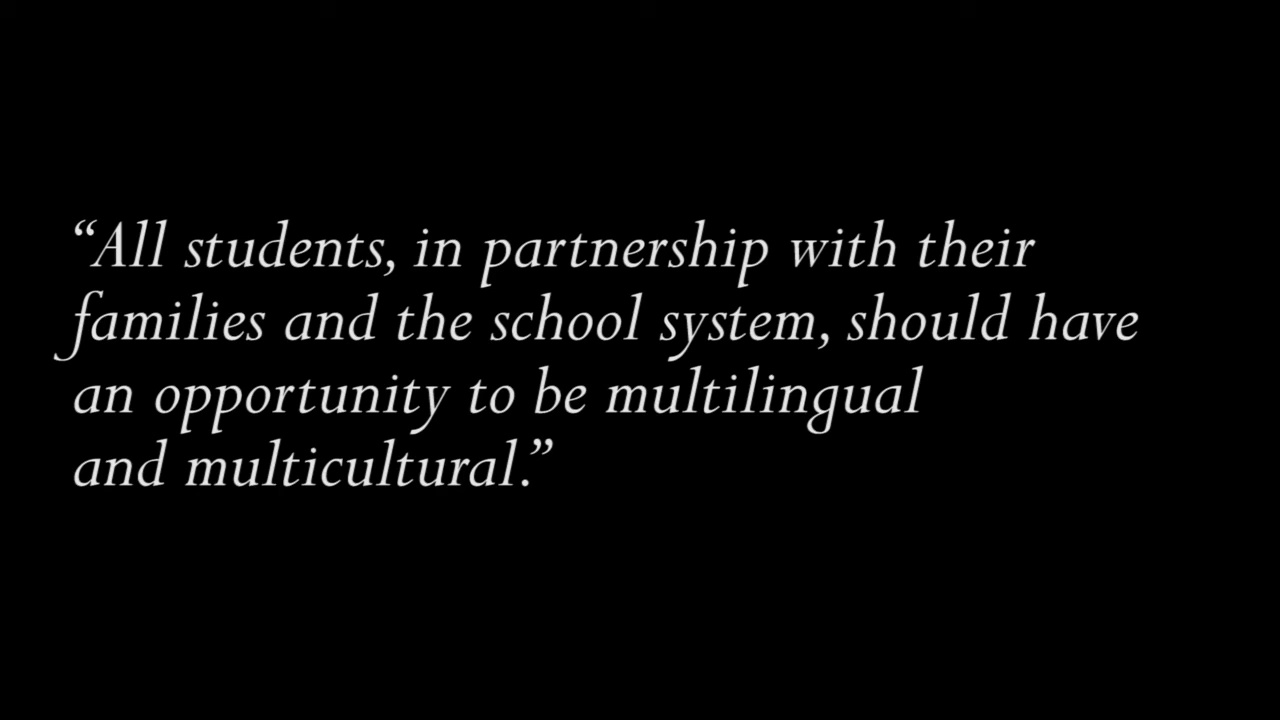 “All students, in partnership with their
families and the school system, should have
an opportunity to be multilingual
and multicultural.”